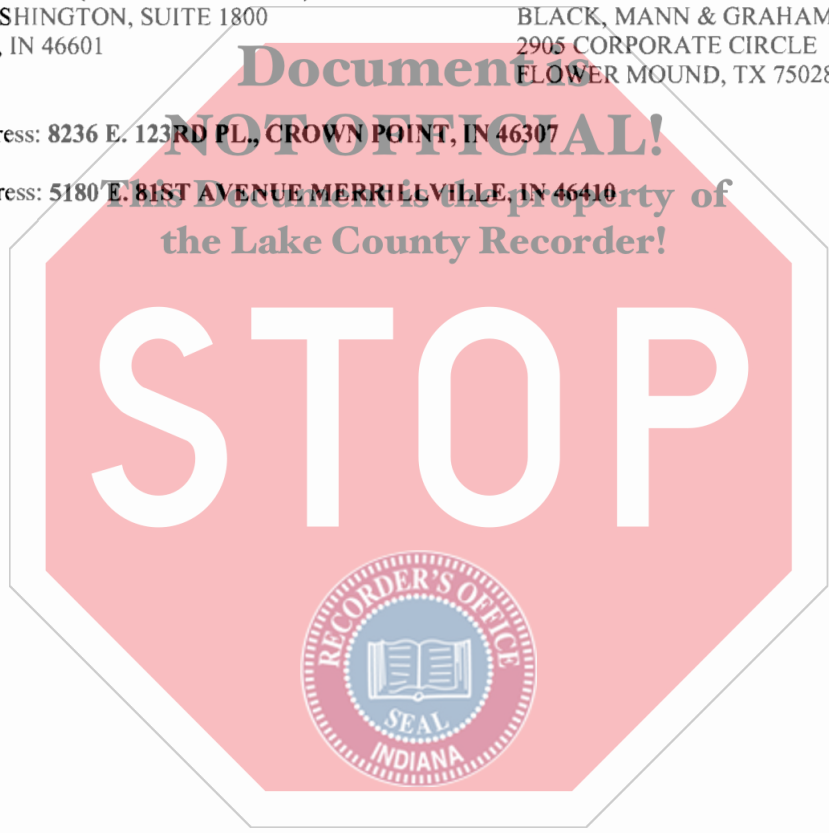 SHINGTON, SUITE 1800
, IN 46601
BLACK, MANN & GRAHAM
2905 CORPORATE CIRCLE
FLOWER MOUND, TX 75028
Document is
NOT OFFICIAL!
This Document is the property of
the Lake County Recorder!
ress: 8236 E. 123RD PL., CROWN POINT, IN 46307
ress: 5180 E. 81ST AVENUE MERRILLVILLE, IN 46410
STOP
RECORDER'S OFFICE
SEAL
INDIANA